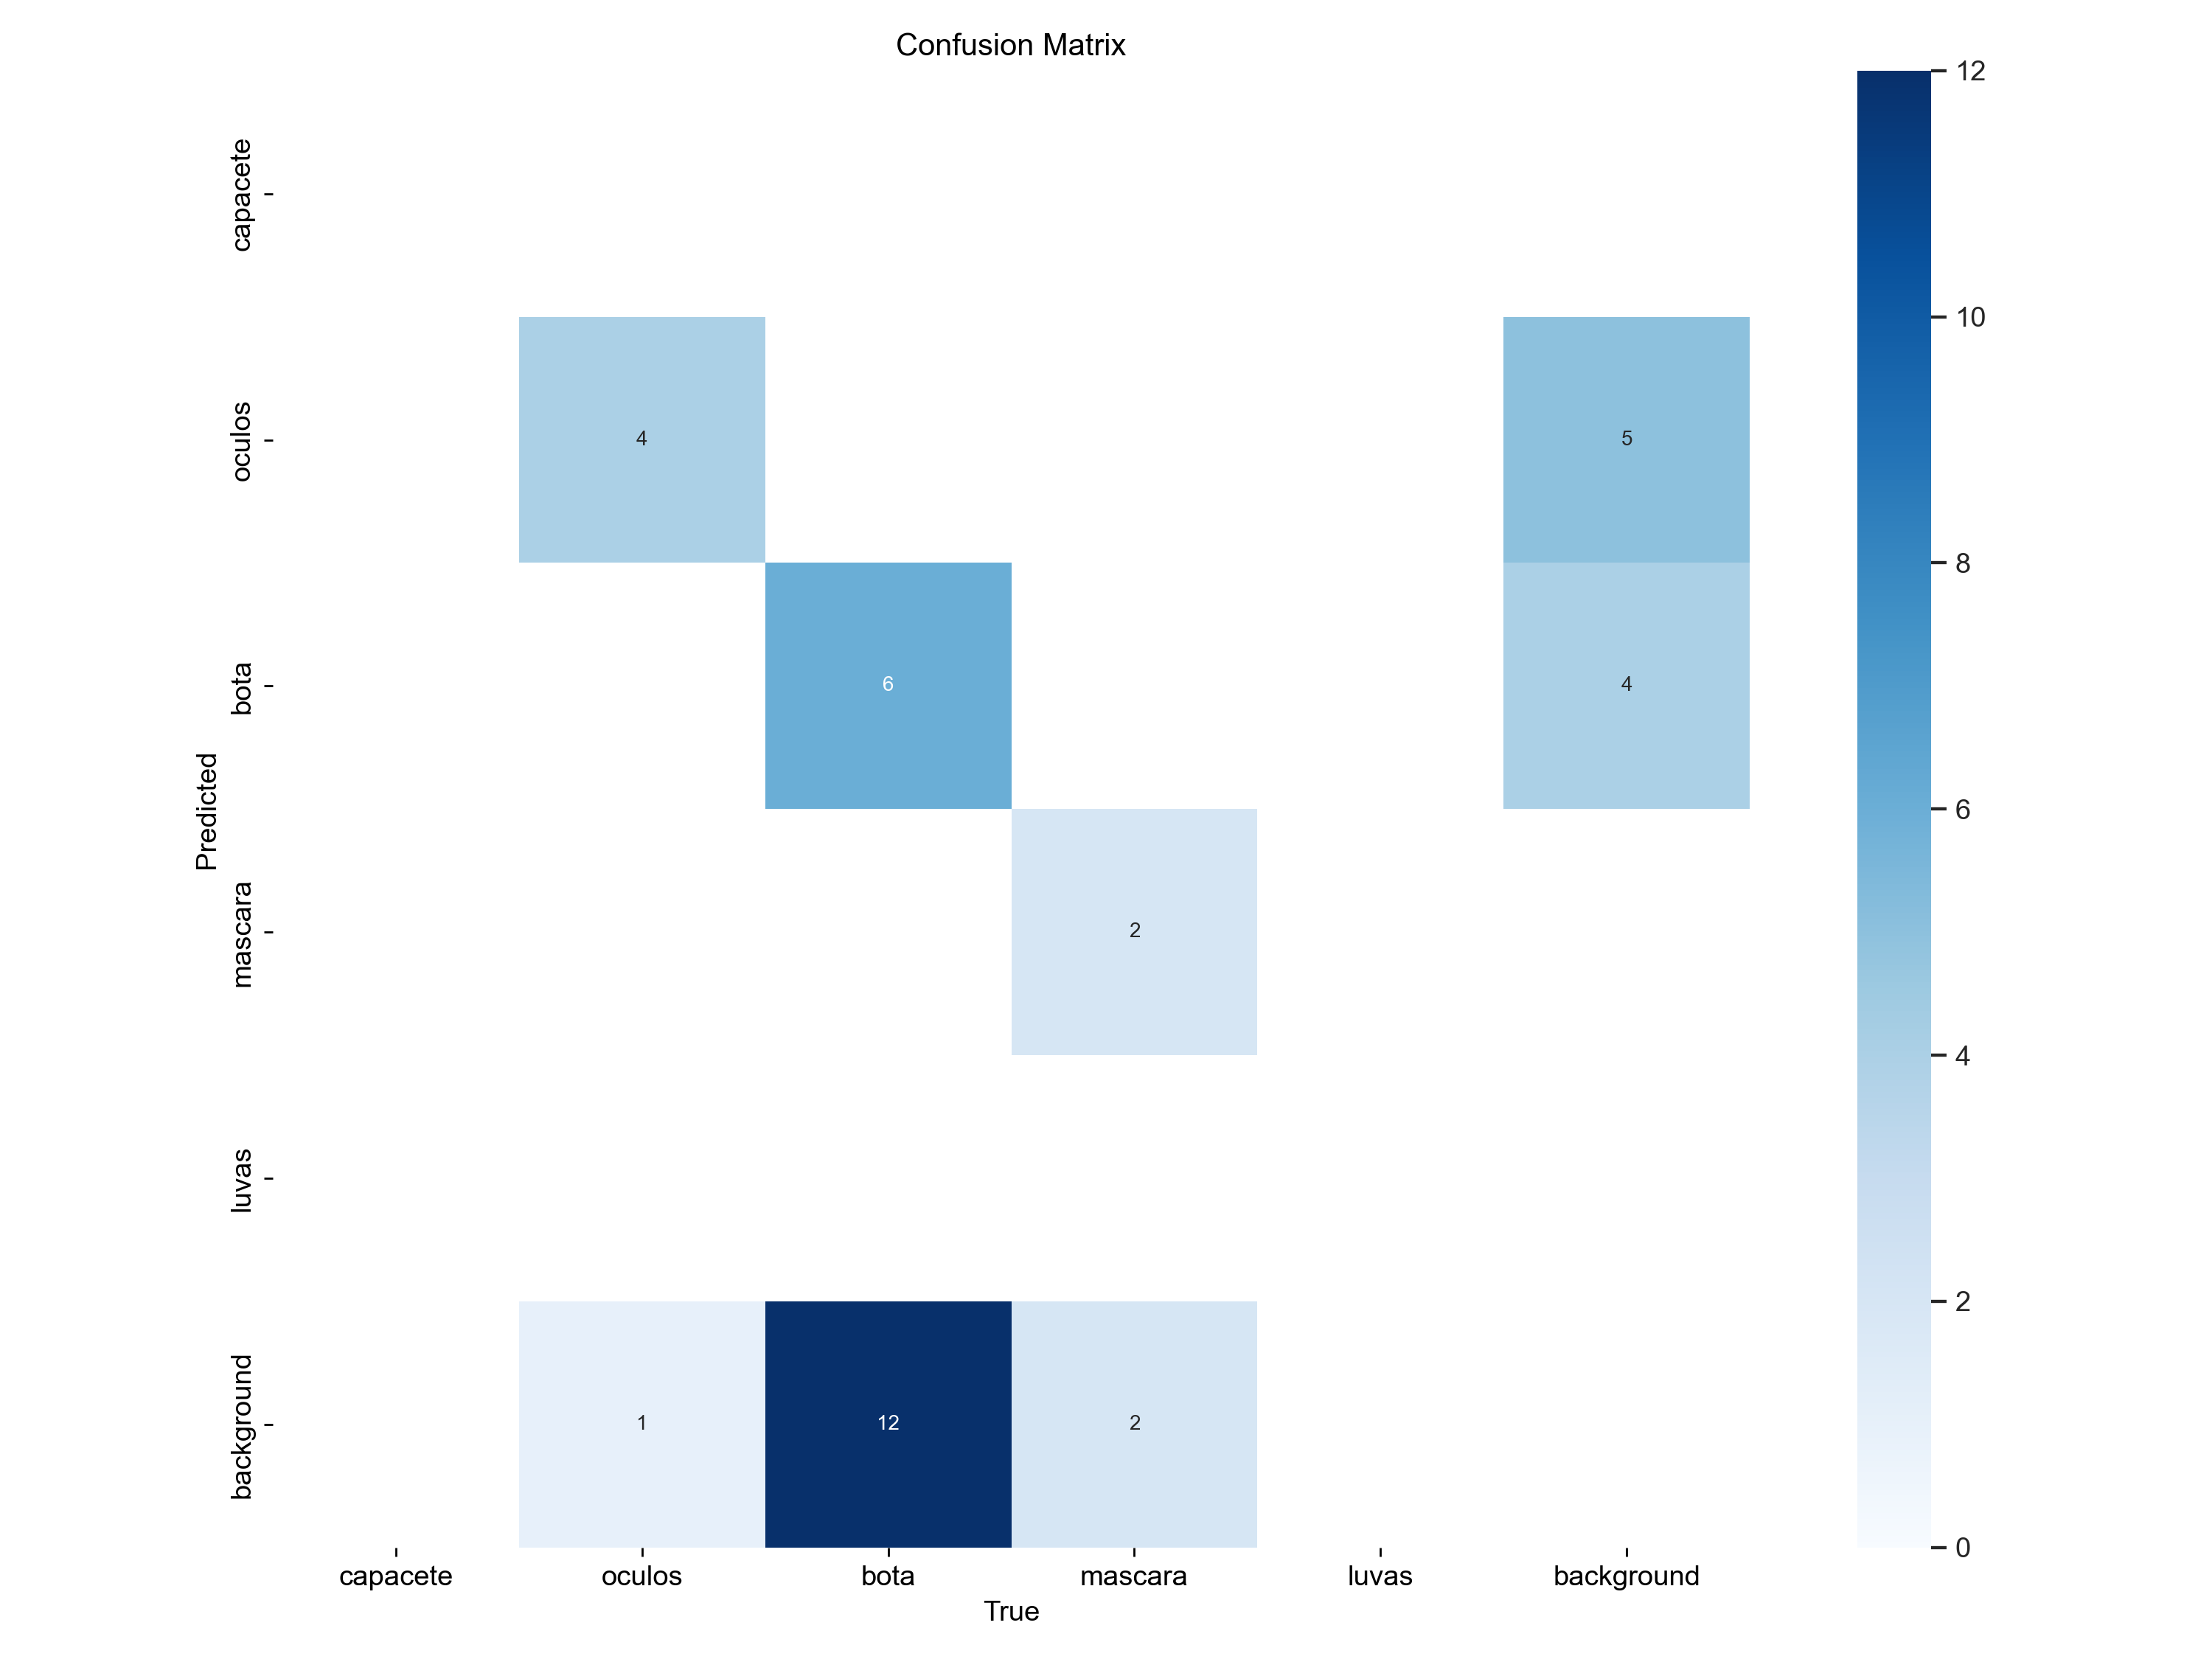 Confusion Matrix
12
capacete
10
oculos
4
5
8
bota
6
4
6
Predicted
mascara
2
4
luvas
2
background
1
12
2
0
capacete
oculos
bota
mascara
luvas
background
True